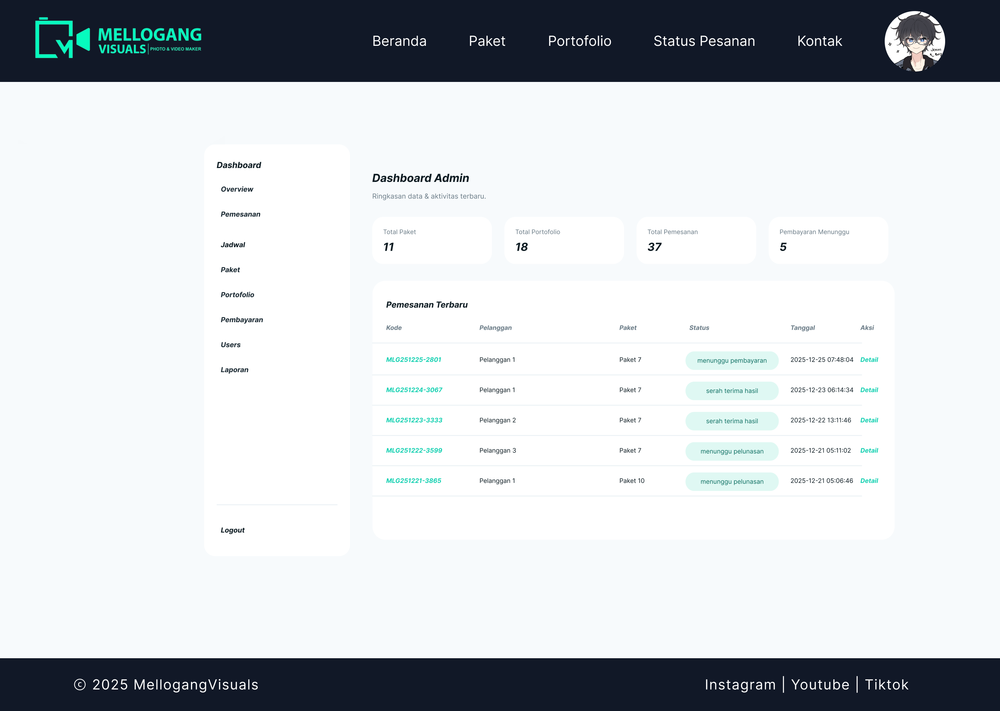 MELLOGANG
VISUALS PHOTO & VIDEO MAKER
Beranda Paket Portofolio Status Pesanan Kontak
Jenius
Boy
Dashboard
Overview
Pemesanan
Jadwal
Paket
Portofolio
Pembayaran
Users
Laporan
Logout
Dashboard Admin
Ringkasan data & aktivitas terbaru.
Total Paket
11
Total Portofolio
18
Total Pemesanan
37
Pembayaran Menunggu
5
Pemesanan Terbaru
Kode Pelanggan Paket Status Tanggal Aksi
MLG251225-2801 Pelanggan 1 Paket 7 menunggu pembayaran 2025-12-25 07:48:04 Detail
MLG251224-3067 Pelanggan 1 Paket 7 serah terima hasil 2025-12-23 06:14:34 Detail
MLG251223-3333 Pelanggan 2 Paket 7 serah terima hasil 2025-12-22 13:11:46 Detail
MLG251222-3599 Pelanggan 3 Paket 7 menunggu pelunasan 2025-12-21 05:11:02 Detail
MLG251221-3865 Pelanggan 1 Paket 10 menunggu pelunasan 2025-12-21 05:06:46 Detail
© 2025 MellogangVisuals
Instagram | Youtube | Tiktok